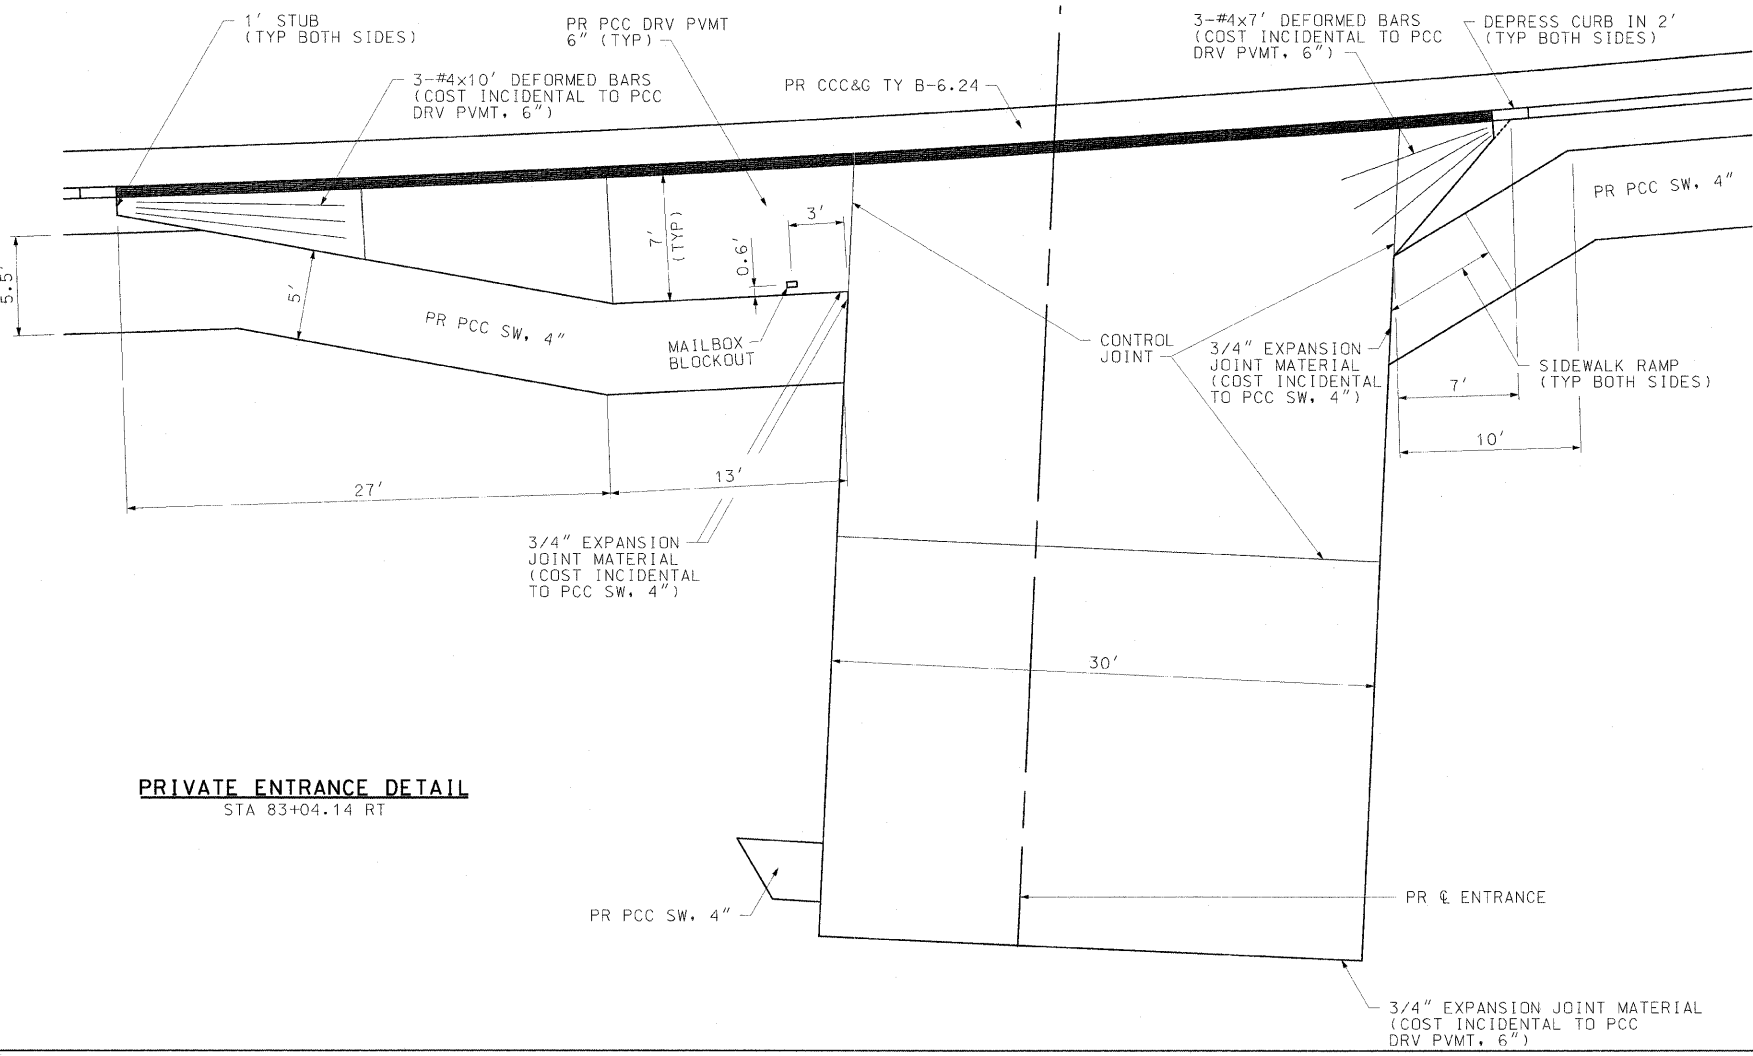 1' STUB
(TYP BOTH SIDES)
PR PCC DRV PVMT
6" (TYP)
3-#4x7' DEFORMED BARS
(COST INCIDENTAL TO PCC
DRV PVMT, 6")
DEPRESS CURB IN 2'
(TYP BOTH SIDES)
3-#4x10' DEFORMED BARS
(COST INCIDENTAL TO PCC
DRV PVMT, 6")
PR CCC&G TY B-6.24
PR PCC SW, 4"
3'
7'
(TYP)
0.6'
5.5'
5'
PR PCC SW, 4"
MAILBOX
BLOCKOUT
CONTROL
JOINT
3/4" EXPANSION
JOINT MATERIAL
(COST INCIDENTAL
TO PCC SW, 4")
SIDEWALK RAMP
(TYP BOTH SIDES)
7'
10'
27'
13'
3/4" EXPANSION
JOINT MATERIAL
(COST INCIDENTAL
TO PCC SW, 4")
30'
PRIVATE ENTRANCE DETAIL
STA 83+04.14 RT
PR PCC SW, 4"
PR ℄ ENTRANCE
3/4" EXPANSION JOINT MATERIAL
(COST INCIDENTAL TO PCC
DRV PVMT, 6")